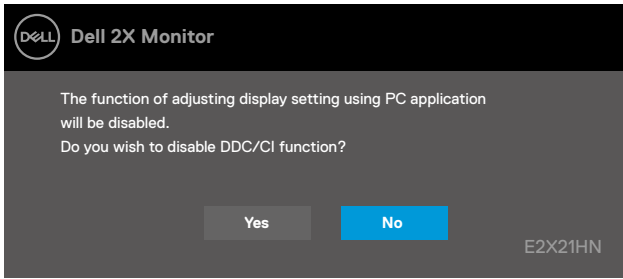 DELL Dell 2X Monitor
The function of adjusting display setting using PC application
will be disabled.
Do you wish to disable DDC/CI function?
Yes No
E2X21HN